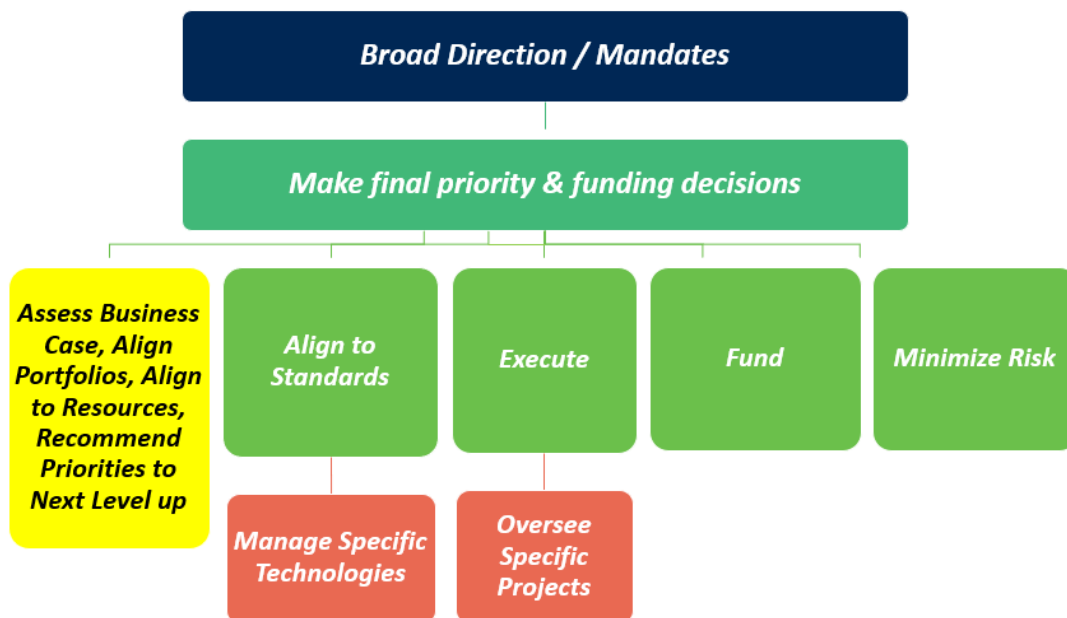 Broad Direction / Mandates
Make final priority & funding decisions
Assess Business
Case, Align
Portfolios, Align
to Resources,
Recommend
Priorities to
Next Level up
Align to
Standards
Execute
Fund
Minimize Risk
Manage Specific
Technologies
Oversee
Specific
Projects